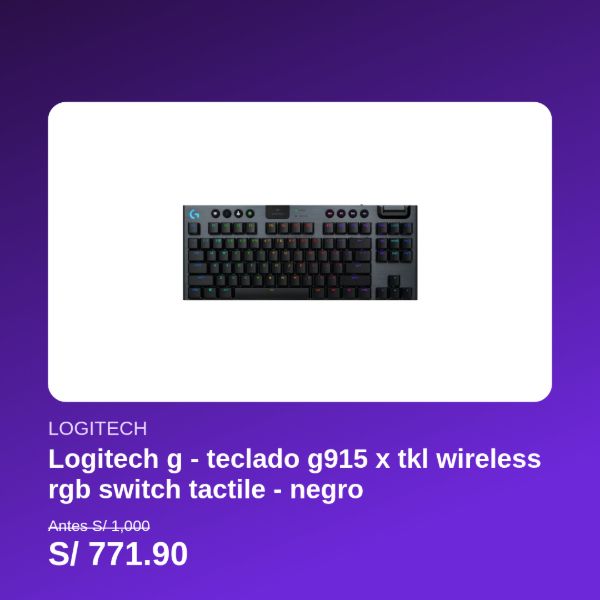 LOGITECH
Logitech g - teclado g915 x tkl wireless
rgb switch tactile - negro
Antes S/ 1,000
S/ 771.90